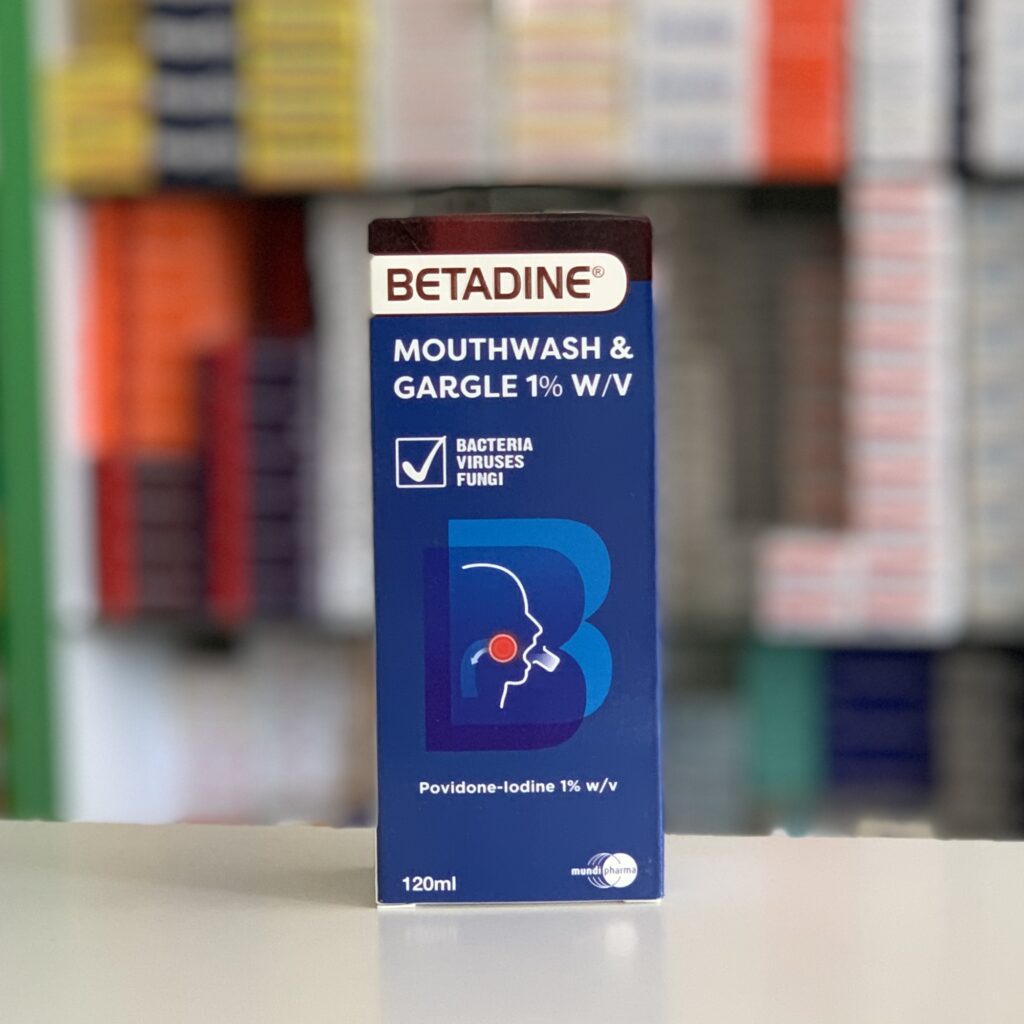 BETADINE®
MOUTHWASH &
GARGLE 1% W/V
BACTERIA
VIRUSES
FUNGI
Povidone-Iodine 1% w/v
120ml
mundipharma